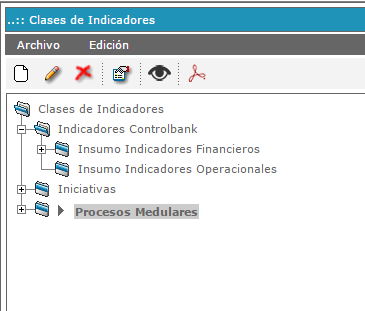 ..:: Clases de Indicadores
Archivo Edición
Clases de Indicadores
Indicadores Controlbank
Insumo Indicadores Financieros
Insumo Indicadores Operacionales
Iniciativas
Procesos Medulares